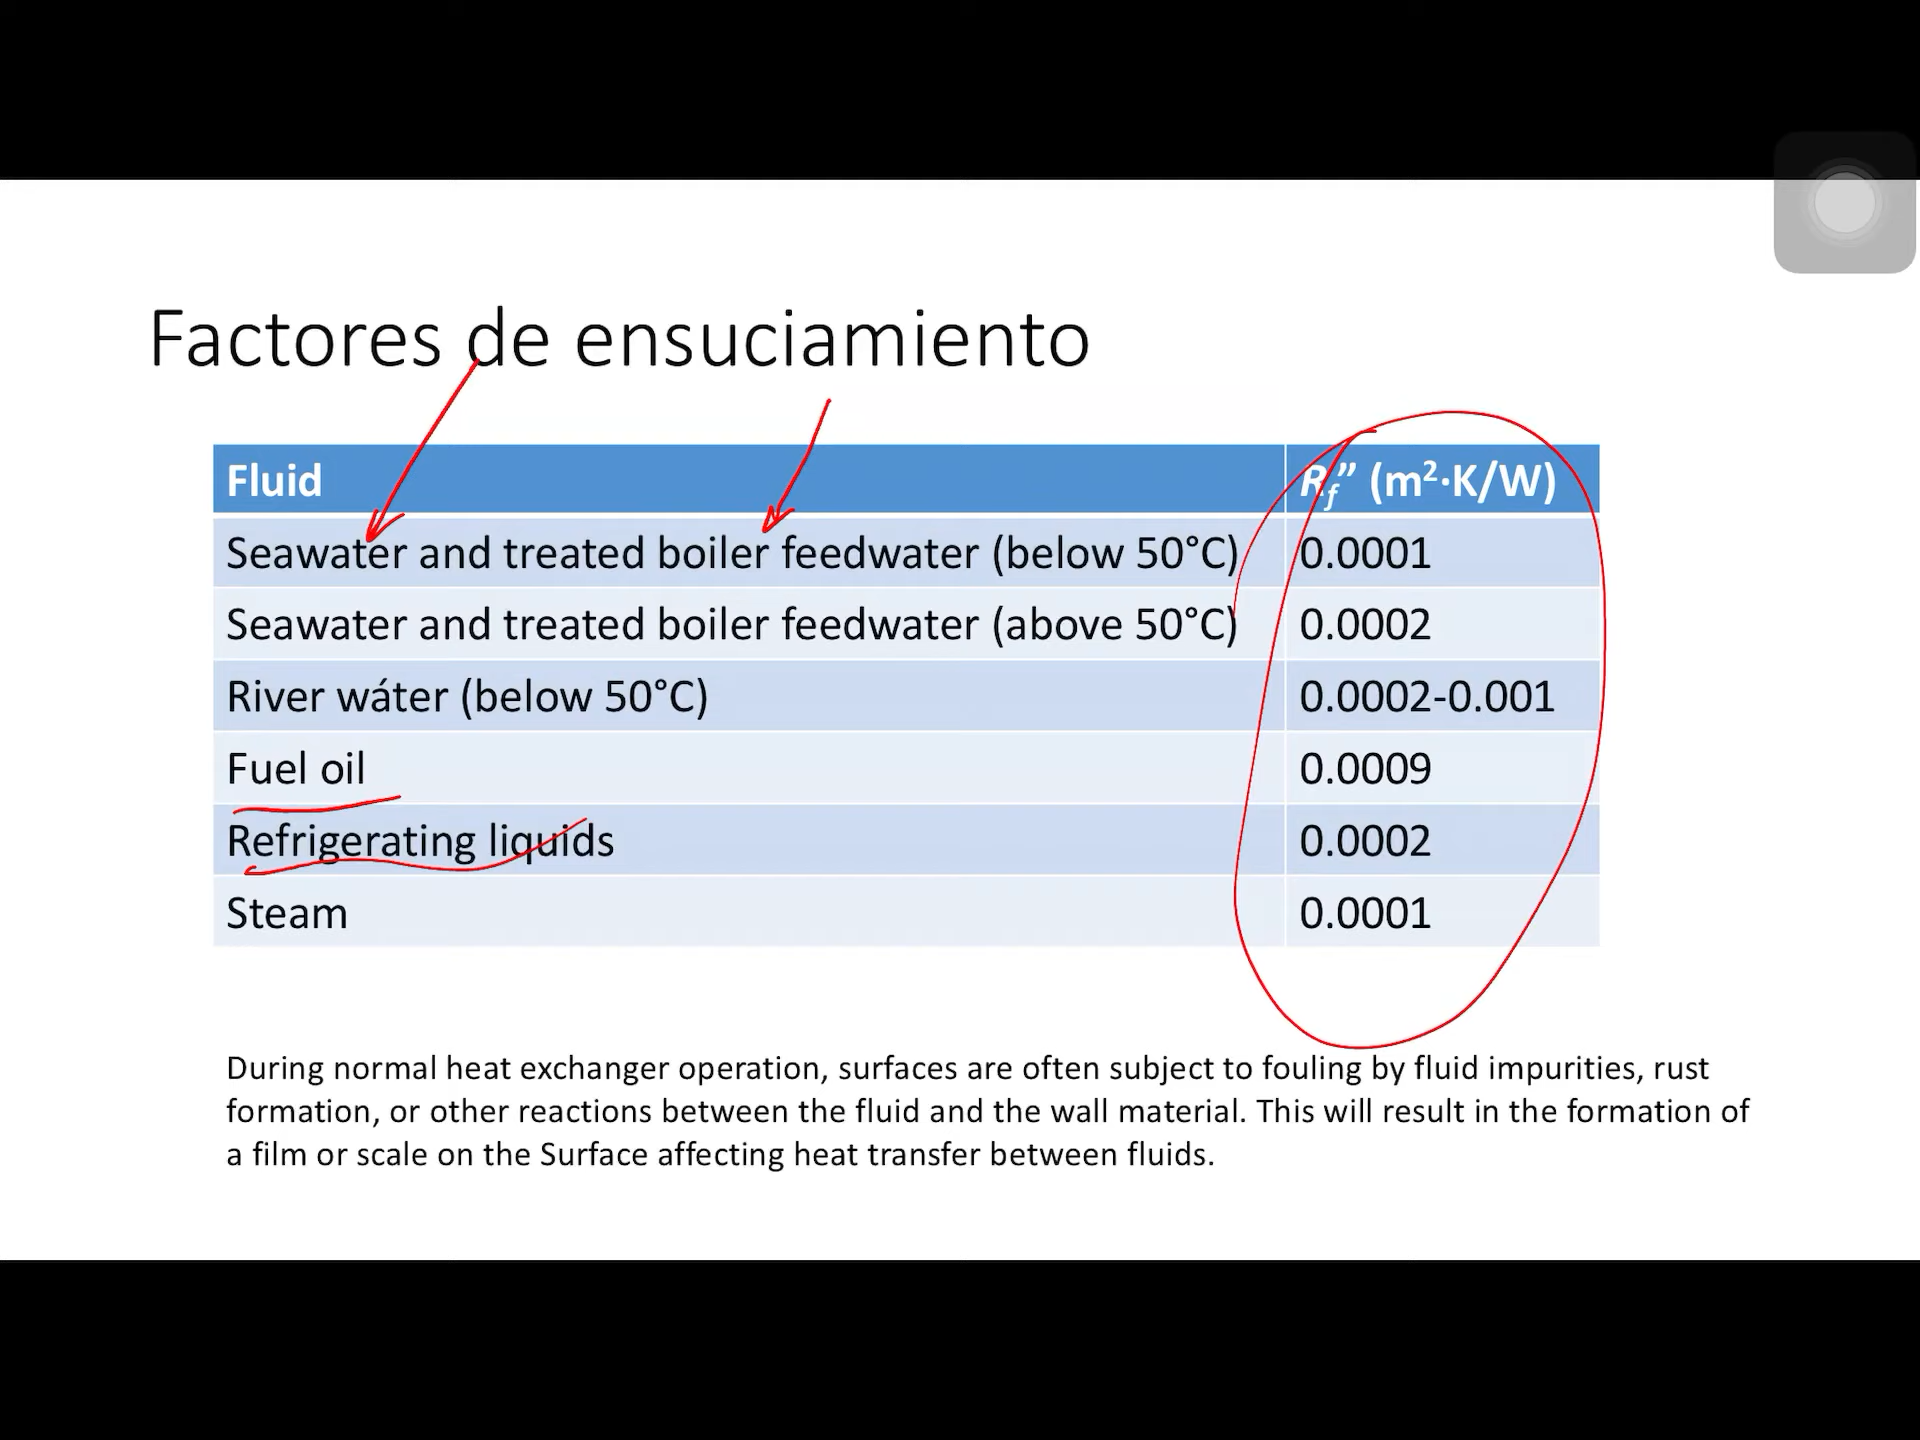 Factores de ensuciamiento
Fluid R_f” (m²·K/W)
Seawater and treated boiler feedwater (below 50°C) 0.0001
Seawater and treated boiler feedwater (above 50°C) 0.0002
River wáter (below 50°C) 0.0002-0.001
Fuel oil 0.0009
Refrigerating liquids 0.0002
Steam 0.0001
During normal heat exchanger operation, surfaces are often subject to fouling by fluid impurities, rust
formation, or other reactions between the fluid and the wall material. This will result in the formation of
a film or scale on the Surface affecting heat transfer between fluids.